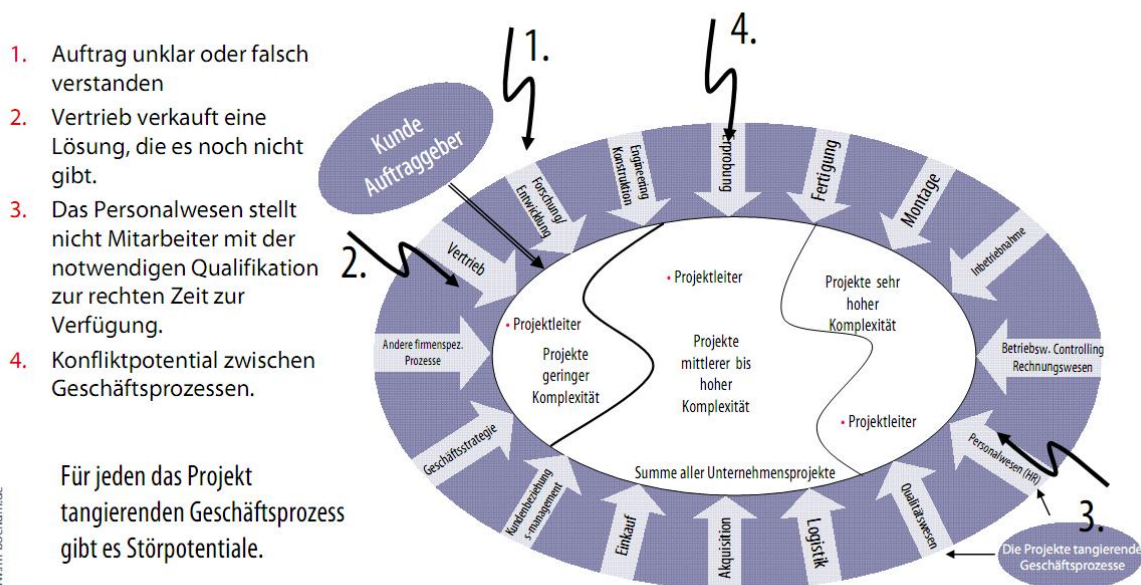 1. Auftrag unklar oder falsch
verstanden
2. Vertrieb verkauft eine
Lösung, die es noch nicht
gibt.
3. Das Personalwesen stellt
nicht Mitarbeiter mit der
notwendigen Qualifikation
zur rechten Zeit zur
Verfügung.
4. Konfliktpotential zwischen
Geschäftsprozessen.
Für jeden das Projekt
tangierenden Geschäftsprozess
gibt es Störpotentiale.
1.
4.
2.
3.
Kunde
Auftraggeber
Vertrieb
Forschung/
Entwicklung
Engineering
Konstruktion
Erprobung
Fertigung
Montage
Inbetriebnahme
Betriebsw. Controlling
Rechnungswesen
Personalwesen (HR)
Qualitätswesen
Logistik
Akquisition
Einkauf
Kundenbeziehung
s-management
Geschäftsstrategie
Andere firmenspez.
Prozesse
• Projektleiter
Projekte
geringer
Komplexität
• Projektleiter
Projekte
mittlerer bis
hoher
Komplexität
Projekte sehr
hoher
Komplexität
• Projektleiter
Summe aller Unternehmensprojekte
Die Projekte tangierende
Geschäftsprozesse